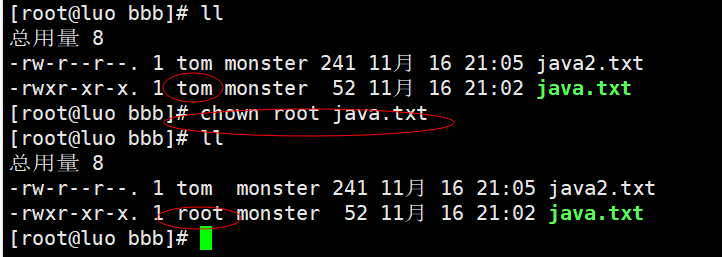 [root@luo bbb]# ll
总用量 8
-rw-r--r--. 1 tom monster 241 11月 16 21:05 java2.txt
-rwxr-xr-x. 1 tom monster  52 11月 16 21:02 java.txt
[root@luo bbb]# chown root java.txt
[root@luo bbb]# ll
总用量 8
-rw-r--r--. 1 tom  monster 241 11月 16 21:05 java2.txt
-rwxr-xr-x. 1 root monster  52 11月 16 21:02 java.txt
[root@luo bbb]#